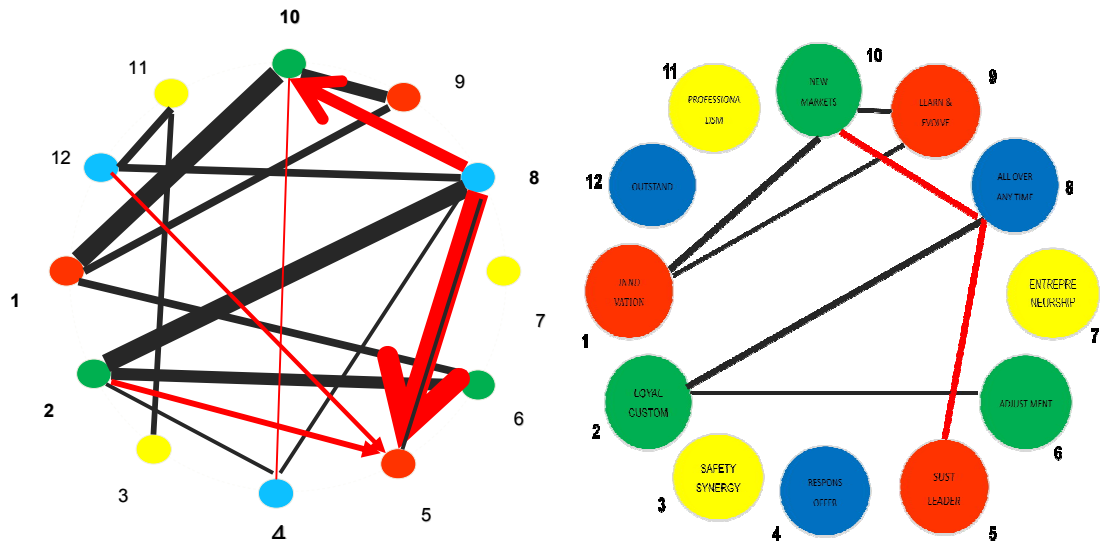 10
11
9
12
8
1
7
2
6
3
5
4
10
NEW
MARKETS
11
PROFESSIONA
LISM
9
LEARN &
EVOLVE
12
OUTSTAND
8
ALL OVER
ANY TIME
1
INNO
VATION
7
ENTREPRE
NEURSHIP
2
LOYAL
CUSTOM
6
ADJUST MENT
3
SAFETY
SYNERGY
4
RESPONS
OFFER
5
SUST
LEADER